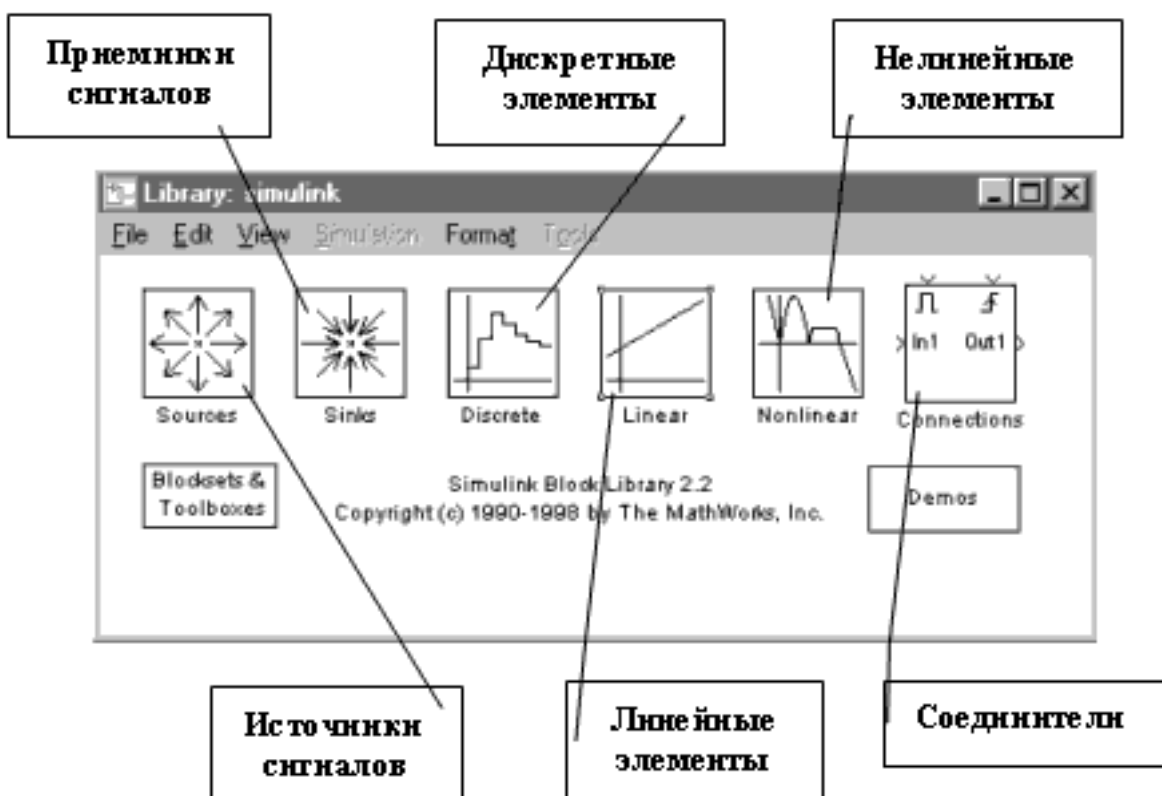 Приемники
сигналов
Дискретные
элементы
Нелинейные
элементы
Library: simulink
File Edit View Simulation Format Tools
In1 Out1
Sources Sinks Discrete Linear Nonlinear Connections
Blocksets &
Toolboxes
Simulink Block Library 2.2
Copyright (c) 1990-1998 by The MathWorks, Inc.
Demos
Источники
сигналов
Линейные
элементы
Соединители